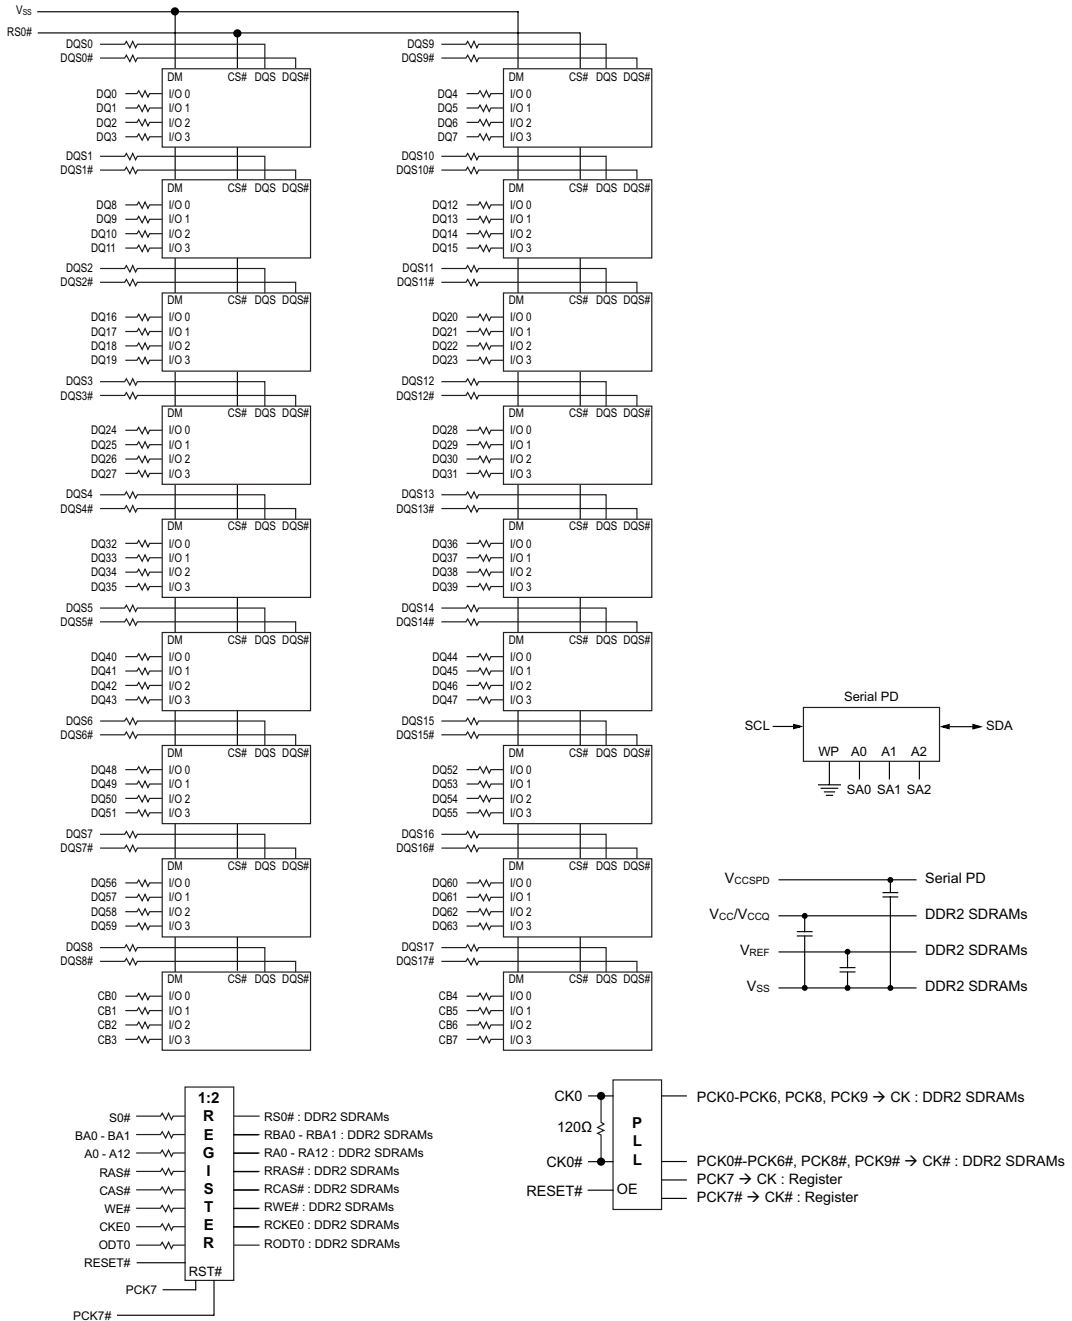 VSS
RS0#
DQS0
DQS0#
DM CS# DQS DQS#
DQ0 I/O 0
DQ1 I/O 1
DQ2 I/O 2
DQ3 I/O 3
DQS1
DQS1#
DM CS# DQS DQS#
DQ8 I/O 0
DQ9 I/O 1
DQ10 I/O 2
DQ11 I/O 3
DQS2
DQS2#
DM CS# DQS DQS#
DQ16 I/O 0
DQ17 I/O 1
DQ18 I/O 2
DQ19 I/O 3
DQS3
DQS3#
DM CS# DQS DQS#
DQ24 I/O 0
DQ25 I/O 1
DQ26 I/O 2
DQ27 I/O 3
DQS4
DQS4#
DM CS# DQS DQS#
DQ32 I/O 0
DQ33 I/O 1
DQ34 I/O 2
DQ35 I/O 3
DQS5
DQS5#
DM CS# DQS DQS#
DQ40 I/O 0
DQ41 I/O 1
DQ42 I/O 2
DQ43 I/O 3
DQS6
DQS6#
DM CS# DQS DQS#
DQ48 I/O 0
DQ49 I/O 1
DQ50 I/O 2
DQ51 I/O 3
DQS7
DQS7#
DM CS# DQS DQS#
DQ56 I/O 0
DQ57 I/O 1
DQ58 I/O 2
DQ59 I/O 3
DQS8
DQS8#
DM CS# DQS DQS#
CB0 I/O 0
CB1 I/O 1
CB2 I/O 2
CB3 I/O 3
DQS9
DQS9#
DM CS# DQS DQS#
DQ4 I/O 0
DQ5 I/O 1
DQ6 I/O 2
DQ7 I/O 3
DQS10
DQS10#
DM CS# DQS DQS#
DQ12 I/O 0
DQ13 I/O 1
DQ14 I/O 2
DQ15 I/O 3
DQS11
DQS11#
DM CS# DQS DQS#
DQ20 I/O 0
DQ21 I/O 1
DQ22 I/O 2
DQ23 I/O 3
DQS12
DQS12#
DM CS# DQS DQS#
DQ28 I/O 0
DQ29 I/O 1
DQ30 I/O 2
DQ31 I/O 3
DQS13
DQS13#
DM CS# DQS DQS#
DQ36 I/O 0
DQ37 I/O 1
DQ38 I/O 2
DQ39 I/O 3
DQS14
DQS14#
DM CS# DQS DQS#
DQ44 I/O 0
DQ45 I/O 1
DQ46 I/O 2
DQ47 I/O 3
DQS15
DQS15#
DM CS# DQS DQS#
DQ52 I/O 0
DQ53 I/O 1
DQ54 I/O 2
DQ55 I/O 3
DQS16
DQS16#
DM CS# DQS DQS#
DQ60 I/O 0
DQ61 I/O 1
DQ62 I/O 2
DQ63 I/O 3
DQS17
DQS17#
DM CS# DQS DQS#
CB4 I/O 0
CB5 I/O 1
CB6 I/O 2
CB7 I/O 3
Serial PD
SCL SDA
WP A0 A1 A2
SA0 SA1 SA2
VCCSPD Serial PD
VCC/VCCQ DDR2 SDRAMs
VREF DDR2 SDRAMs
VSS DDR2 SDRAMs
1:2
S0# R RS0# : DDR2 SDRAMs
BA0 - BA1 E RBA0 - RBA1 : DDR2 SDRAMs
A0 - A12 G RA0 - RA12 : DDR2 SDRAMs
RAS# I RRAS# : DDR2 SDRAMs
CAS# S RCAS# : DDR2 SDRAMs
WE# T RWE# : DDR2 SDRAMs
CKE0 E RCKE0 : DDR2 SDRAMs
ODT0 R RODT0 : DDR2 SDRAMs
RESET#
RST#
PCK7
PCK7#
CK0 PCK0-PCK6, PCK8, PCK9 → CK : DDR2 SDRAMs
120Ω P
L
CK0# L PCK0#-PCK6#, PCK8#, PCK9# → CK# : DDR2 SDRAMs
PCK7 → CK : Register
RESET# OE PCK7# → CK# : Register